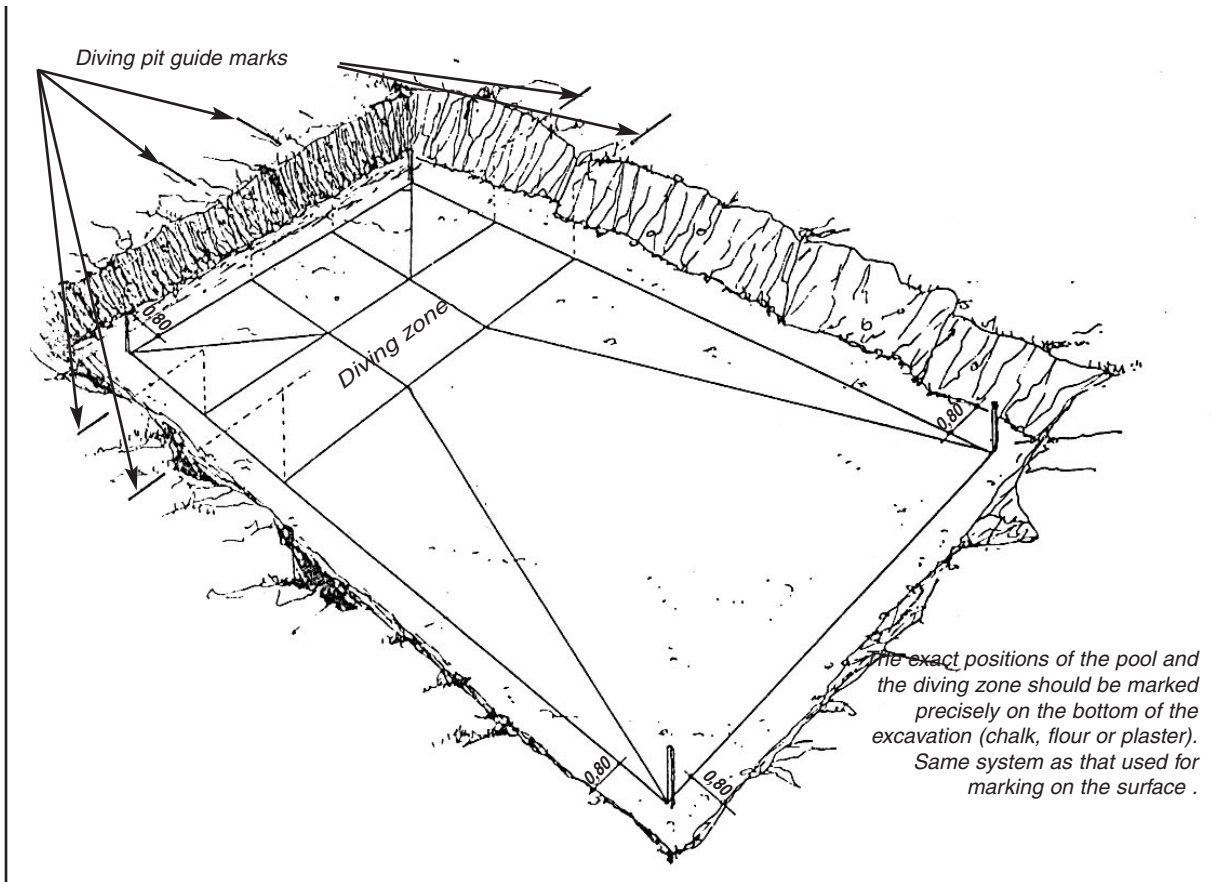 Diving pit guide marks
0,80
Diving zone
0,80
The exact positions of the pool and
the diving zone should be marked
precisely on the bottom of the
excavation (chalk, flour or plaster).
Same system as that used for
marking on the surface .
0,80
0,80